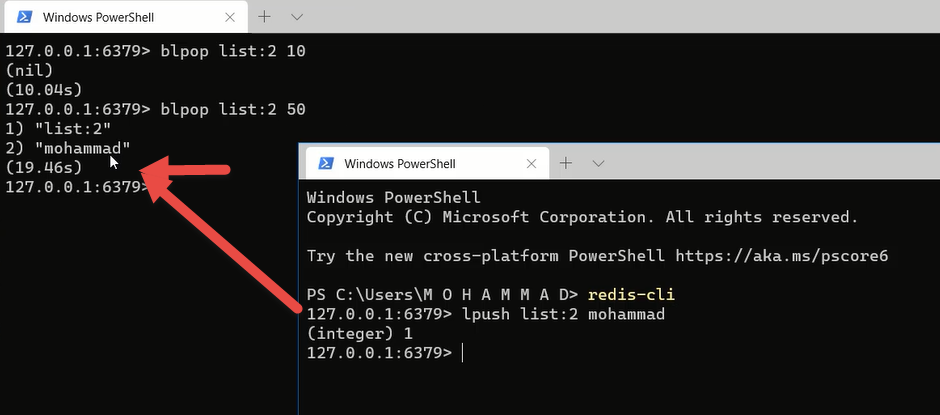 Windows PowerShell
127.0.0.1:6379> blpop list:2 10
(nil)
(10.04s)
127.0.0.1:6379> blpop list:2 50
1) "list:2"
2) "mohammad"
(19.46s)
127.0.0.1:6379>
Windows PowerShell
Windows PowerShell
Copyright (C) Microsoft Corporation. All rights reserved.
Try the new cross-platform PowerShell https://aka.ms/pscore6
PS C:\Users\M O H A M M A D> redis-cli
127.0.0.1:6379> lpush list:2 mohammad
(integer) 1
127.0.0.1:6379>